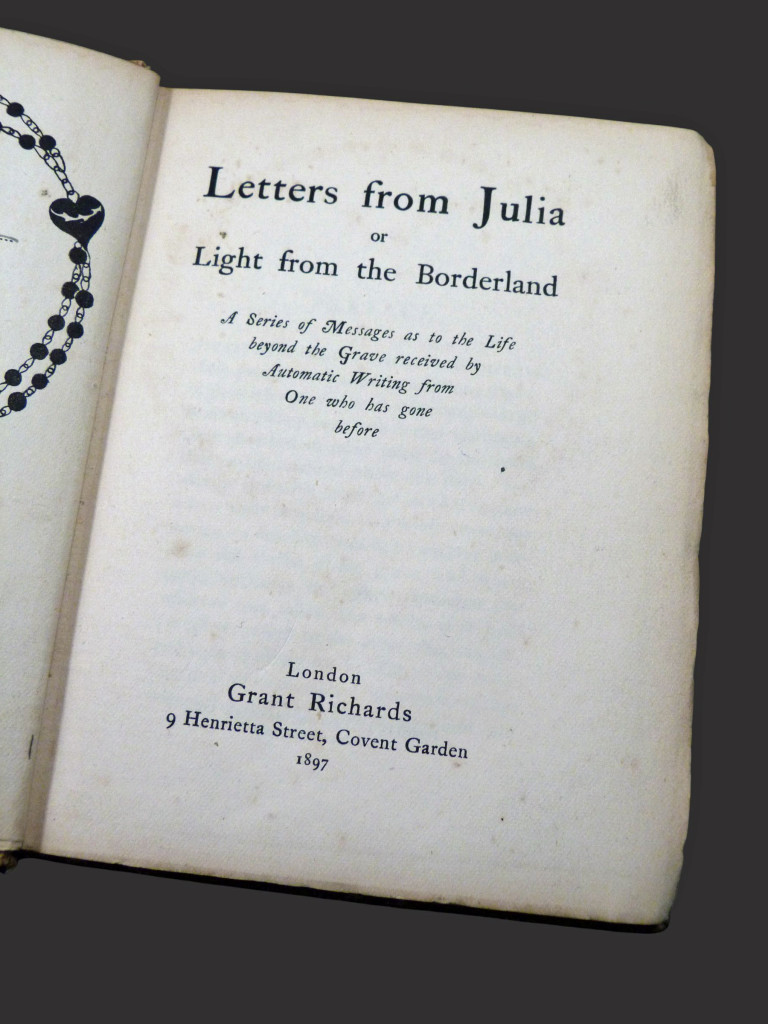 Letters from Julia
or
Light from the Borderland
A Series of Messages as to the Life
beyond the Grave received by
Automatic Writing from
One who has gone
before
London
Grant Richards
9 Henrietta Street, Covent Garden
1897